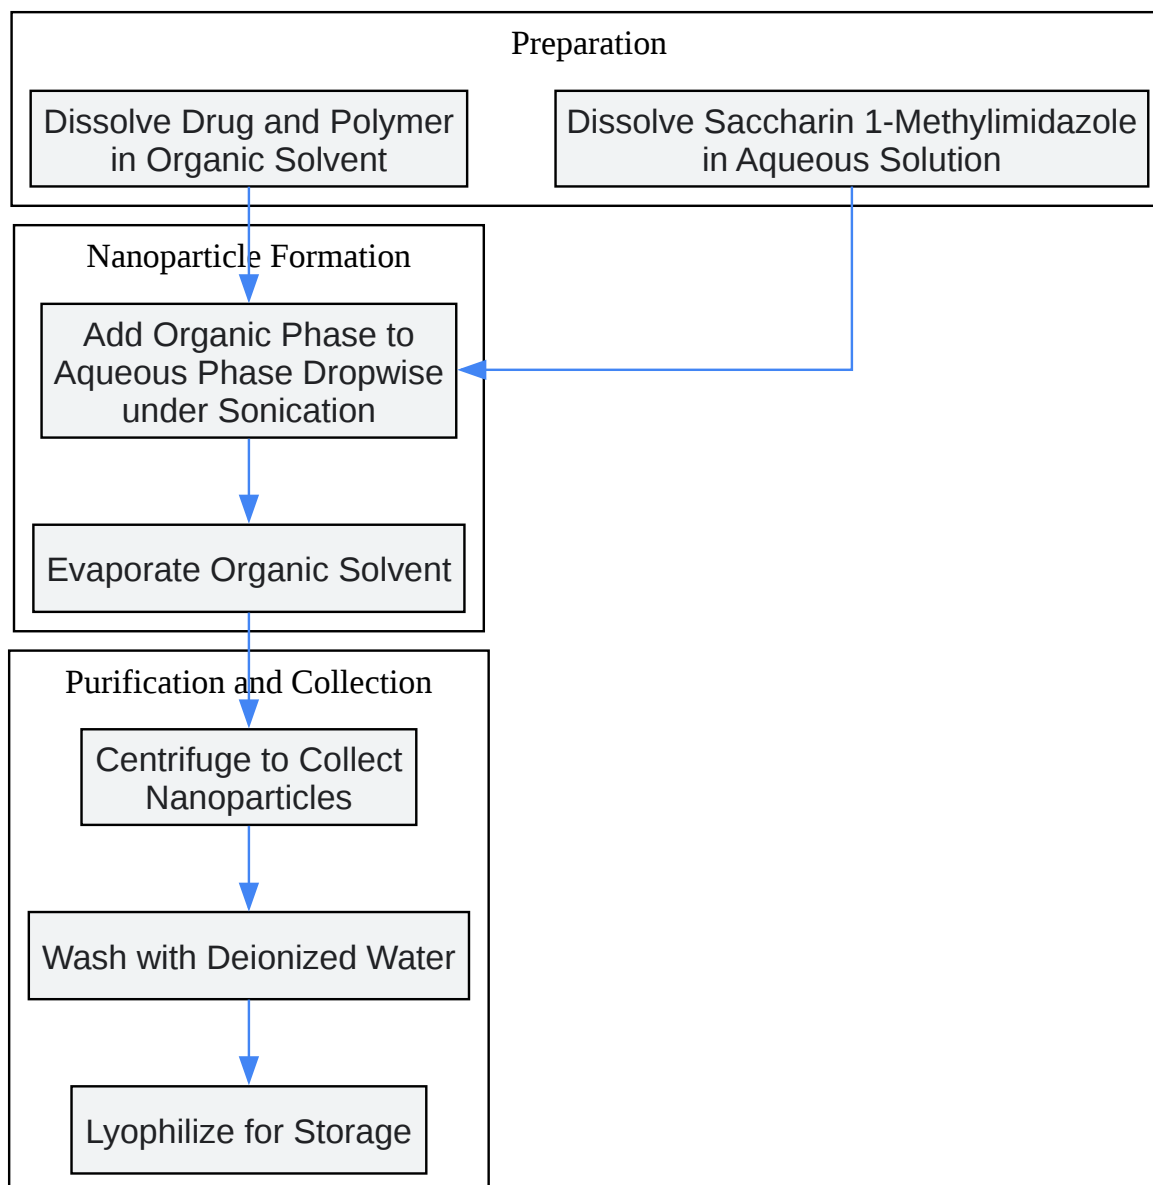 Preparation
Dissolve Drug and Polymer
in Organic Solvent
Dissolve Saccharin 1-Methylimidazole
in Aqueous Solution
Nanoparticle Formation
Add Organic Phase to
Aqueous Phase Dropwise
under Sonication
Evaporate Organic Solvent
Purification and Collection
Centrifuge to Collect
Nanoparticles
Wash with Deionized Water
Lyophilize for Storage